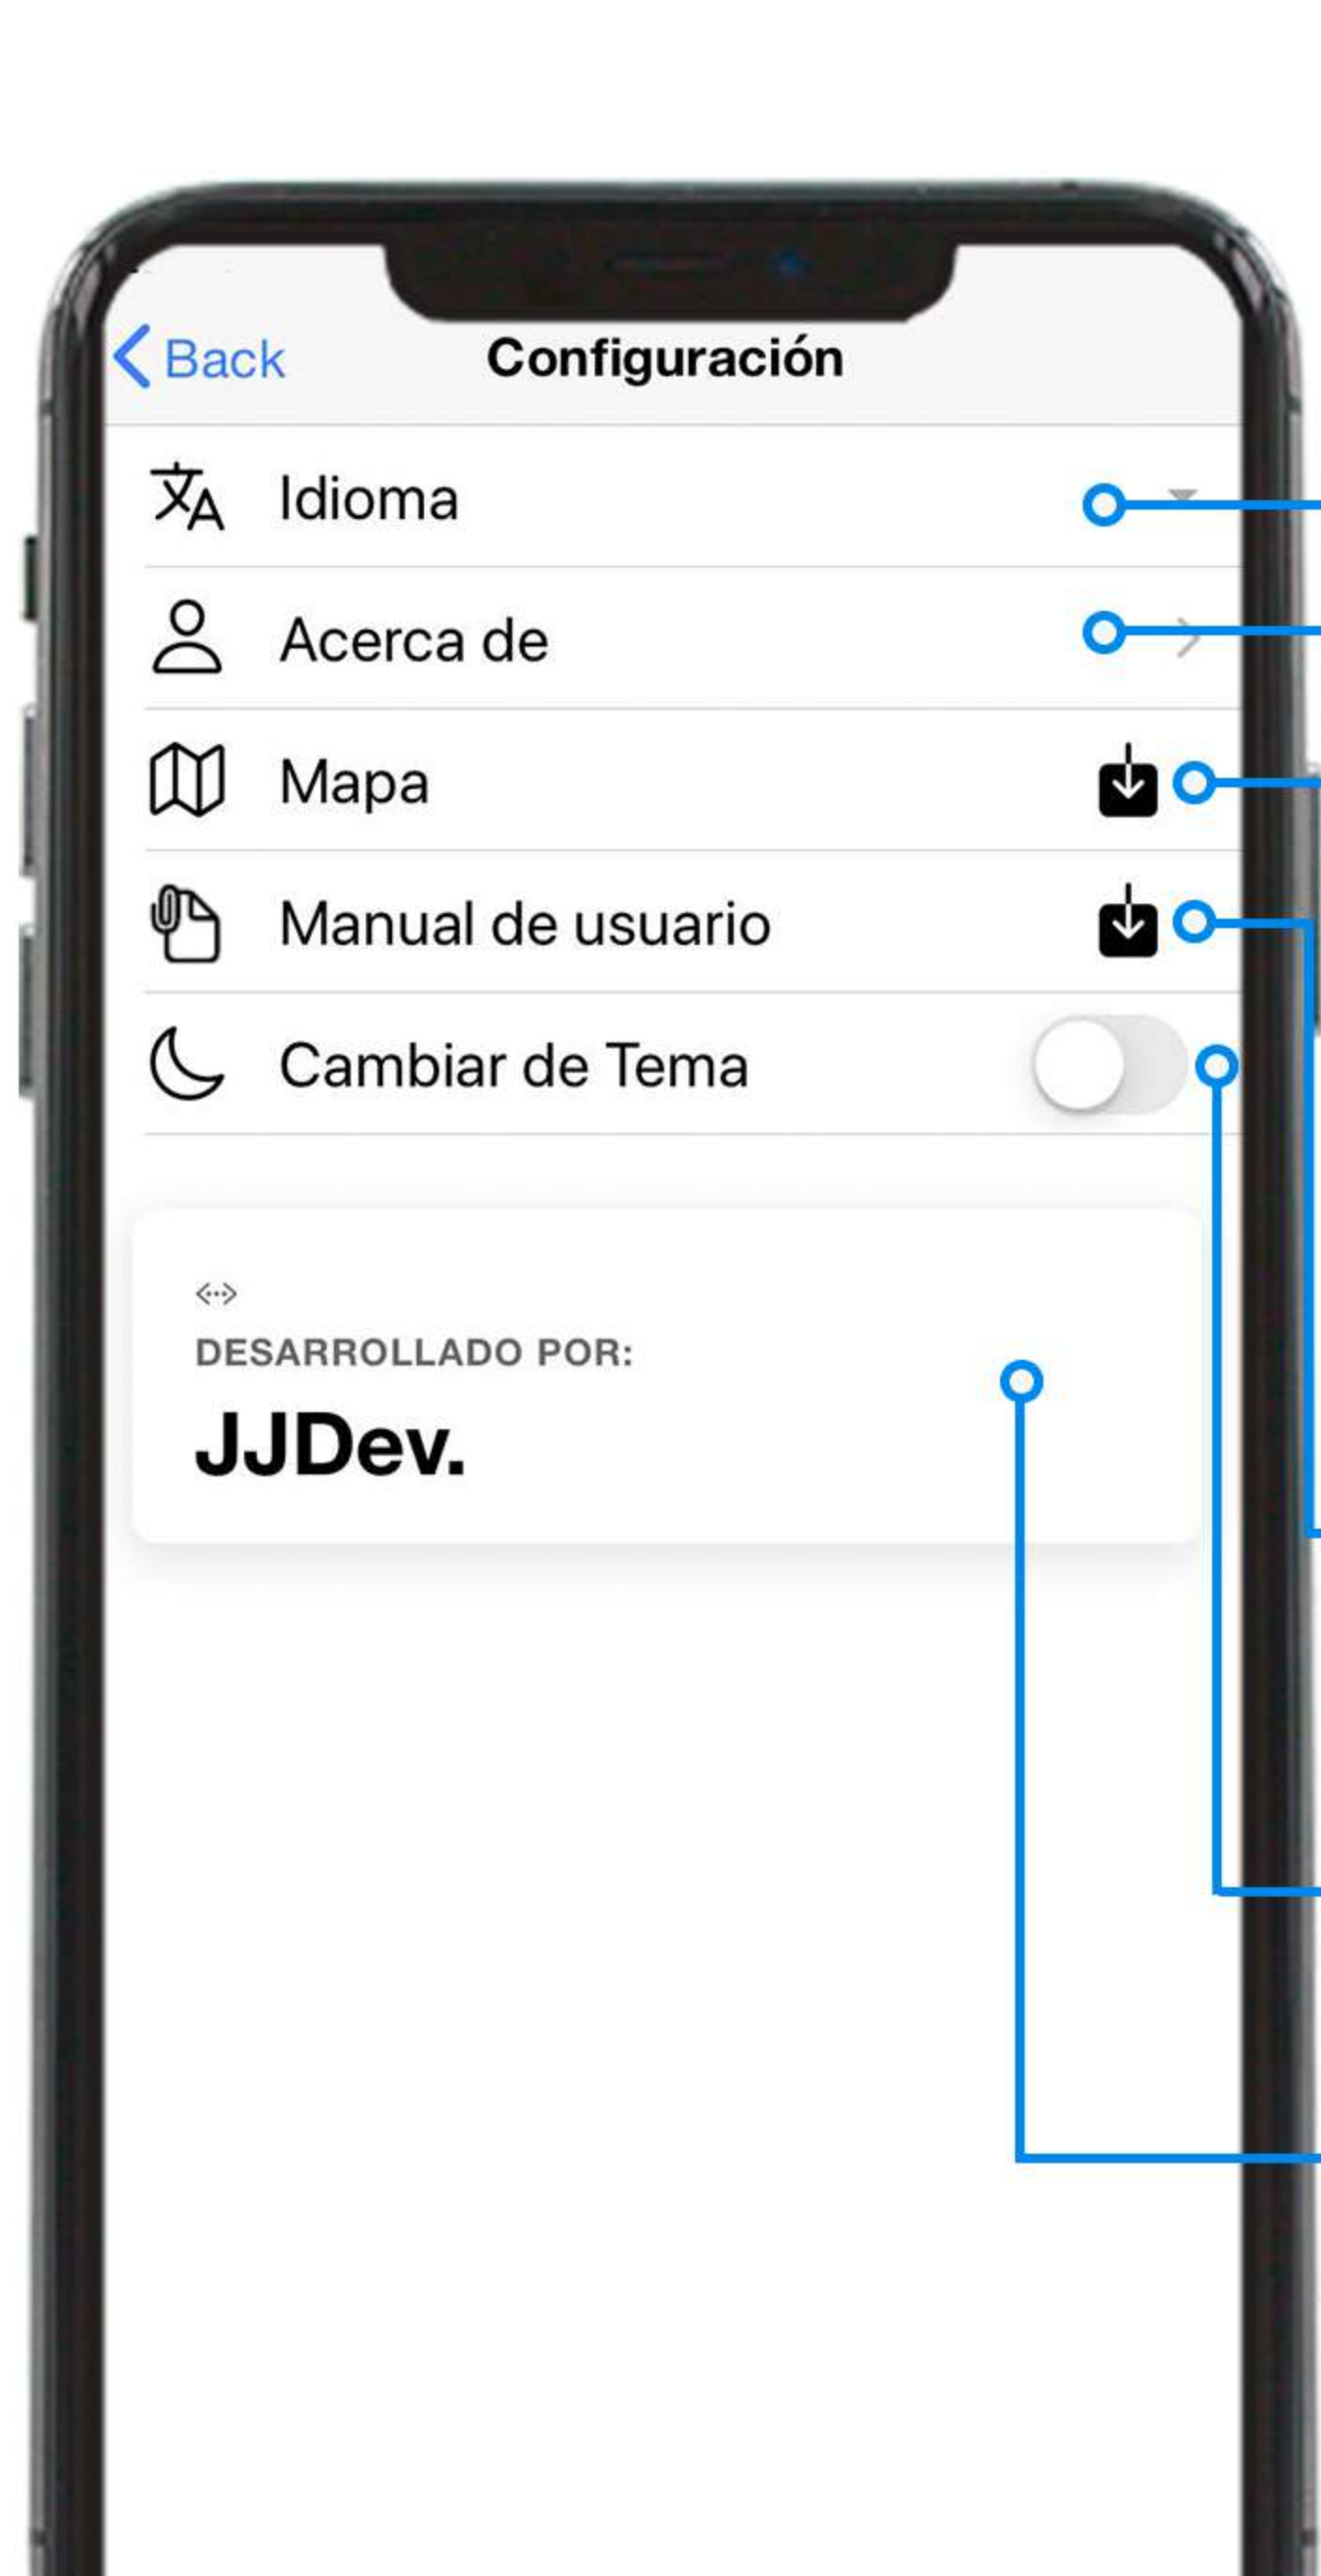 Back
Configuración
Idioma
Acerca de
Mapa
Manual de usuario
Cambiar de Tema
DESARROLLADO POR:
JJDev.